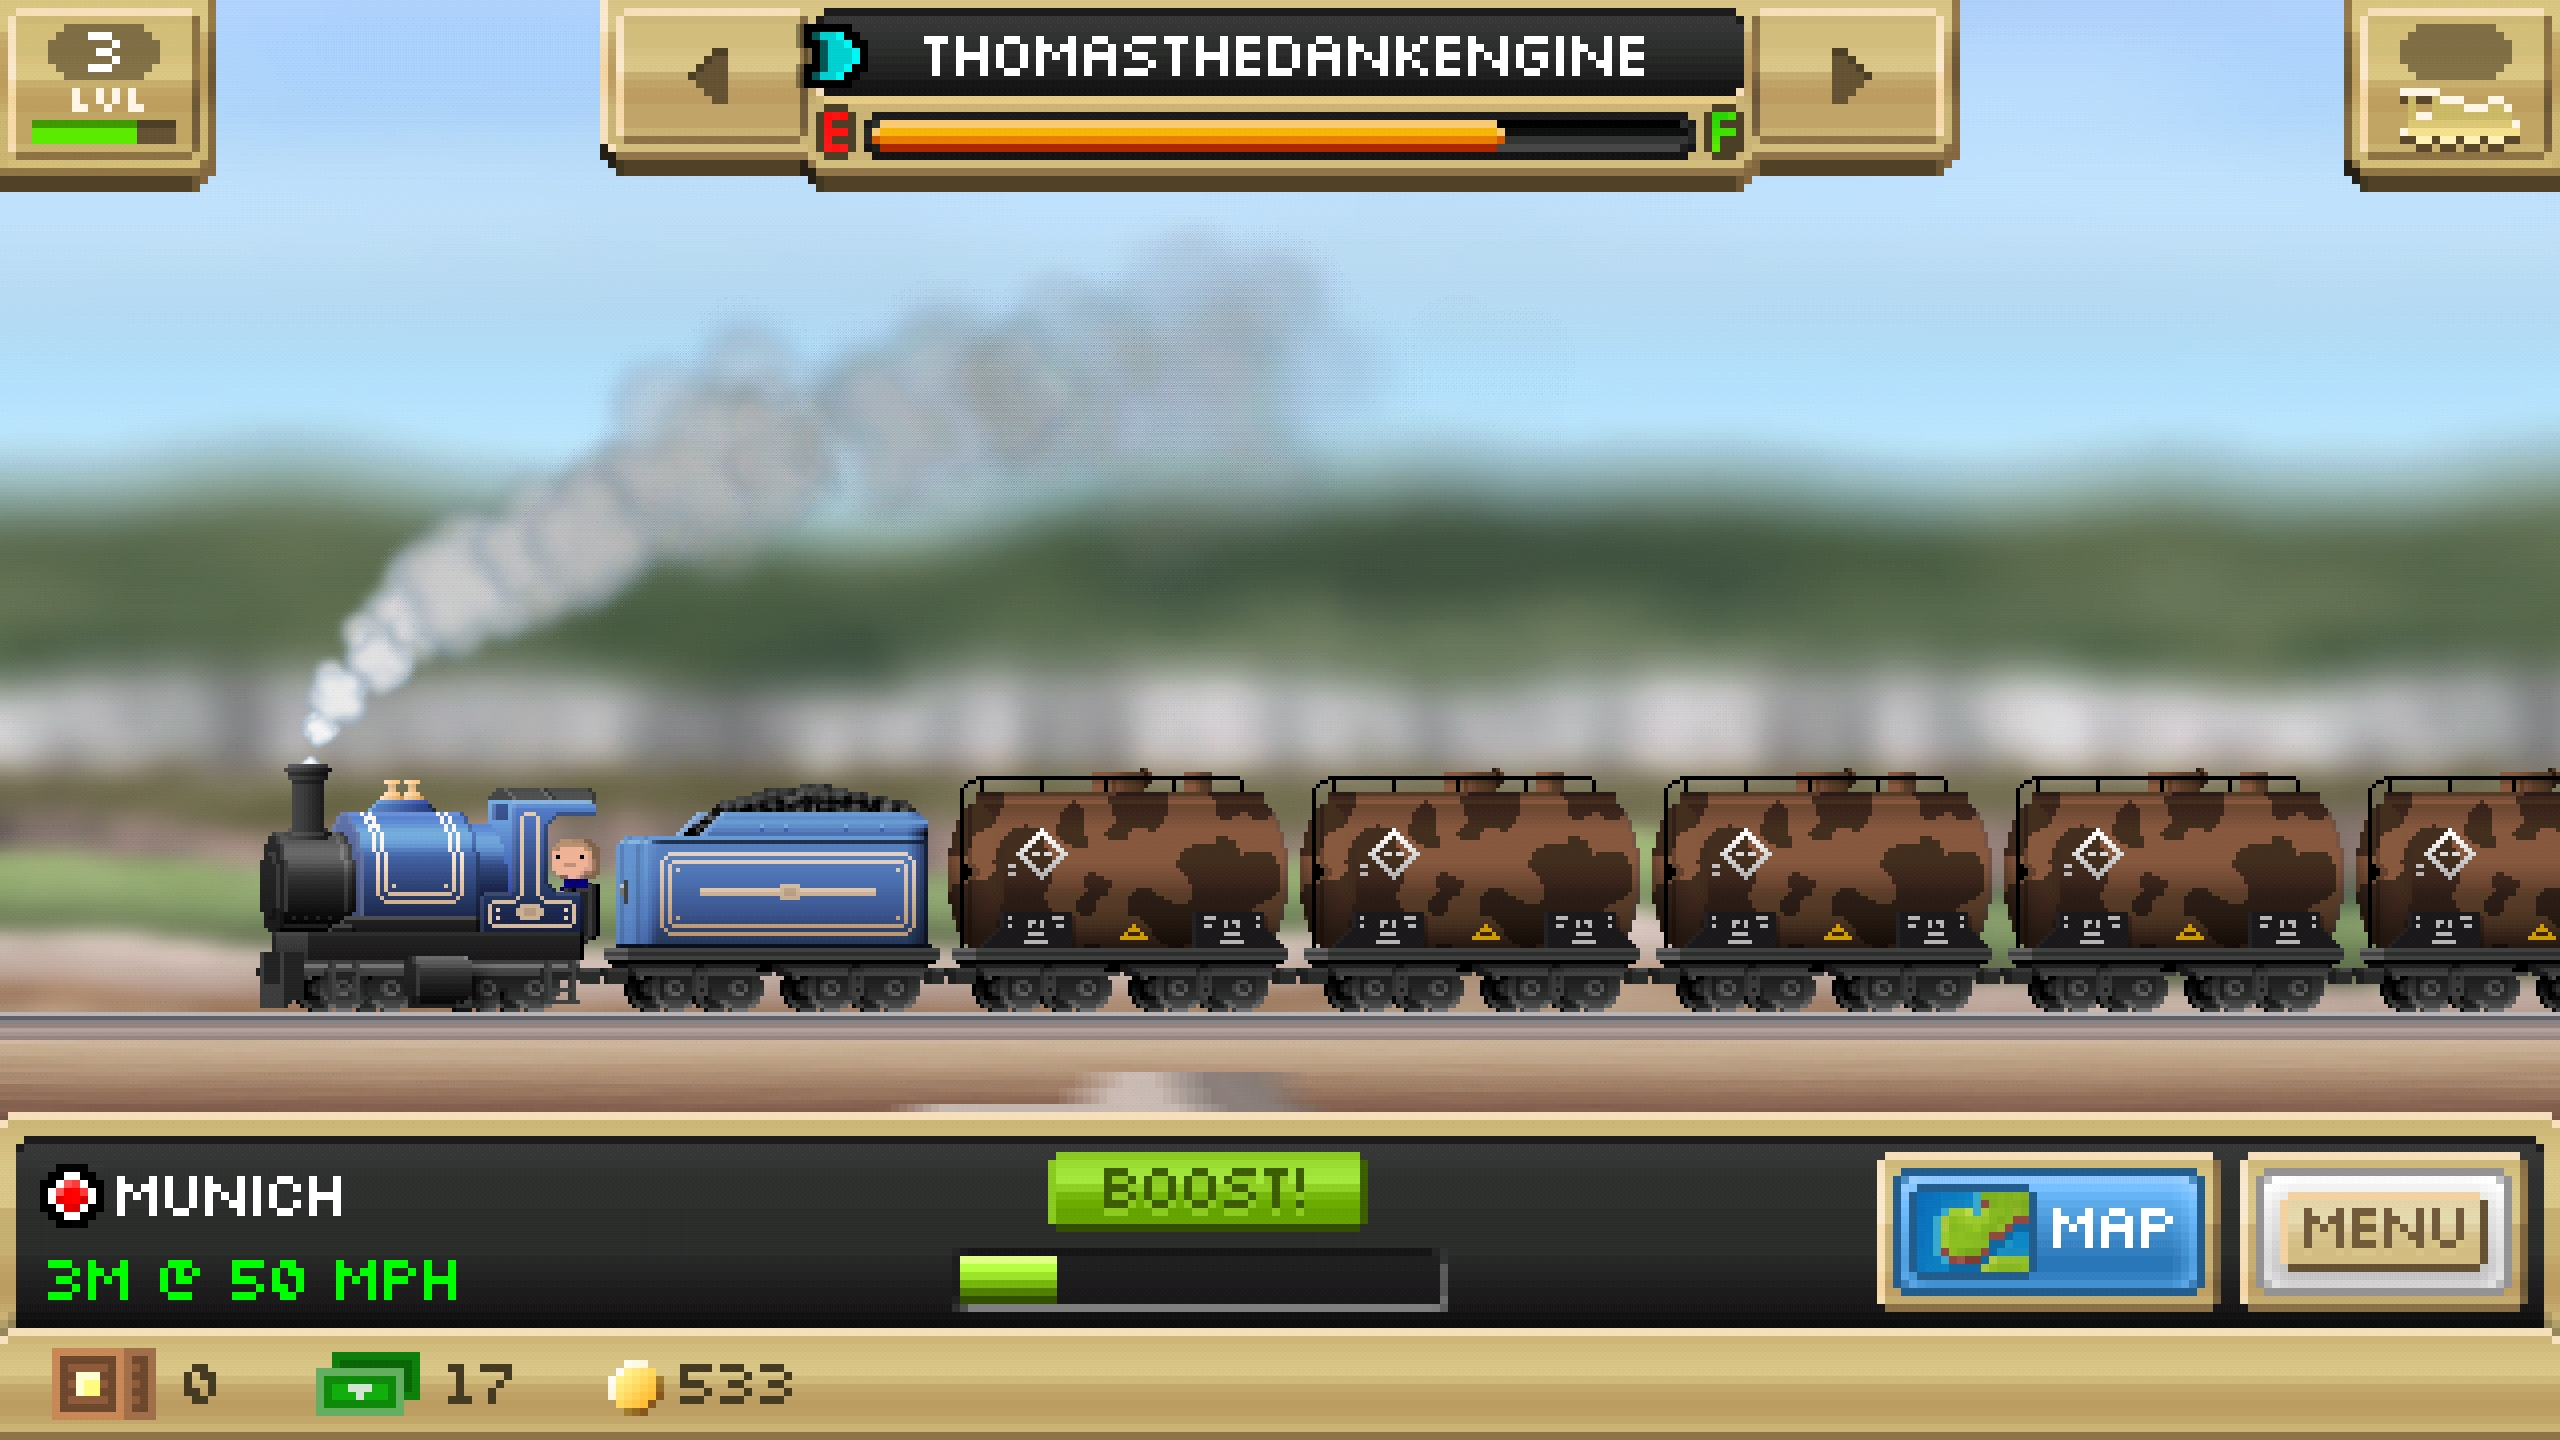 3
LVL
THOMASTHEDANKENGINE
E F
MUNICH
3M @ 50 MPH
BOOST!
MAP
MENU
0 17 533